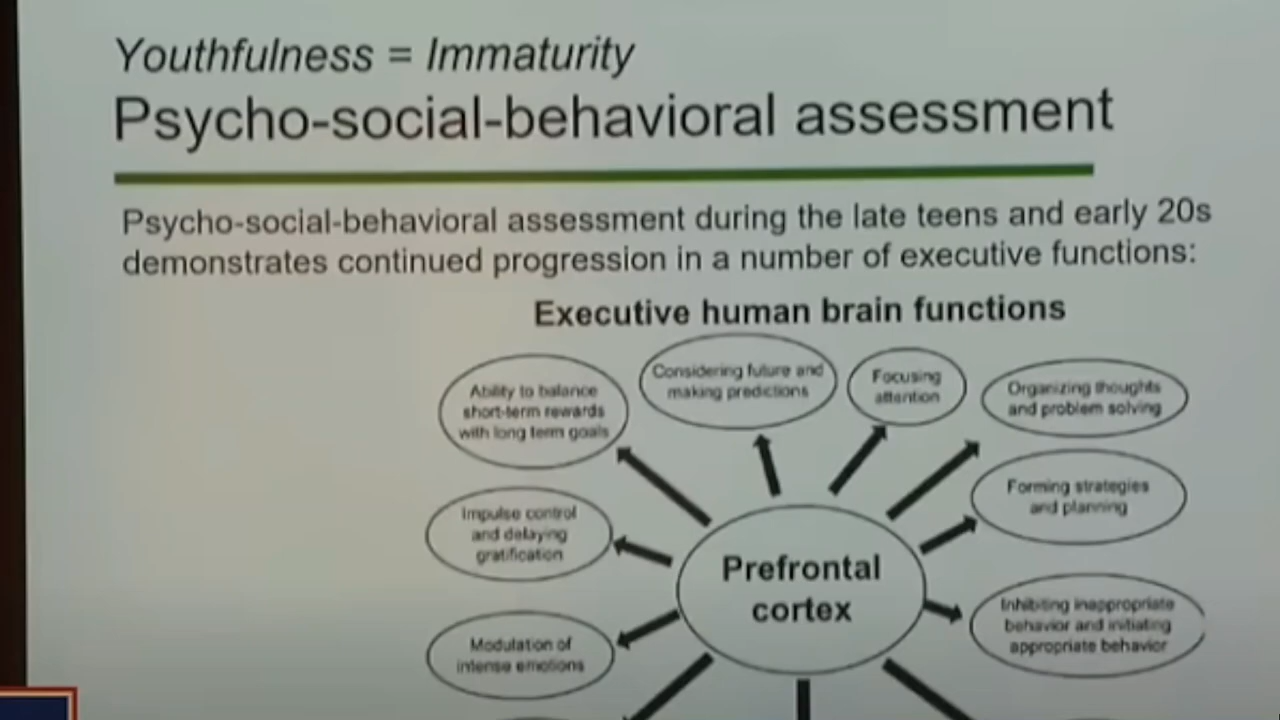 Youthfulness = Immaturity
Psycho-social-behavioral assessment
Psycho-social-behavioral assessment during the late teens and early 20s
demonstrates continued progression in a number of executive functions:
Executive human brain functions
Ability to balance
short-term rewards
with long term goals
Considering future and
making predictions
Focusing
attention
Organizing thoughts
and problem solving
Impulse control
and delaying
gratification
Forming strategies
and planning
Prefrontal
cortex
Modulation of
intense emotions
Inhibiting inappropriate
behavior and initiating
appropriate behavior